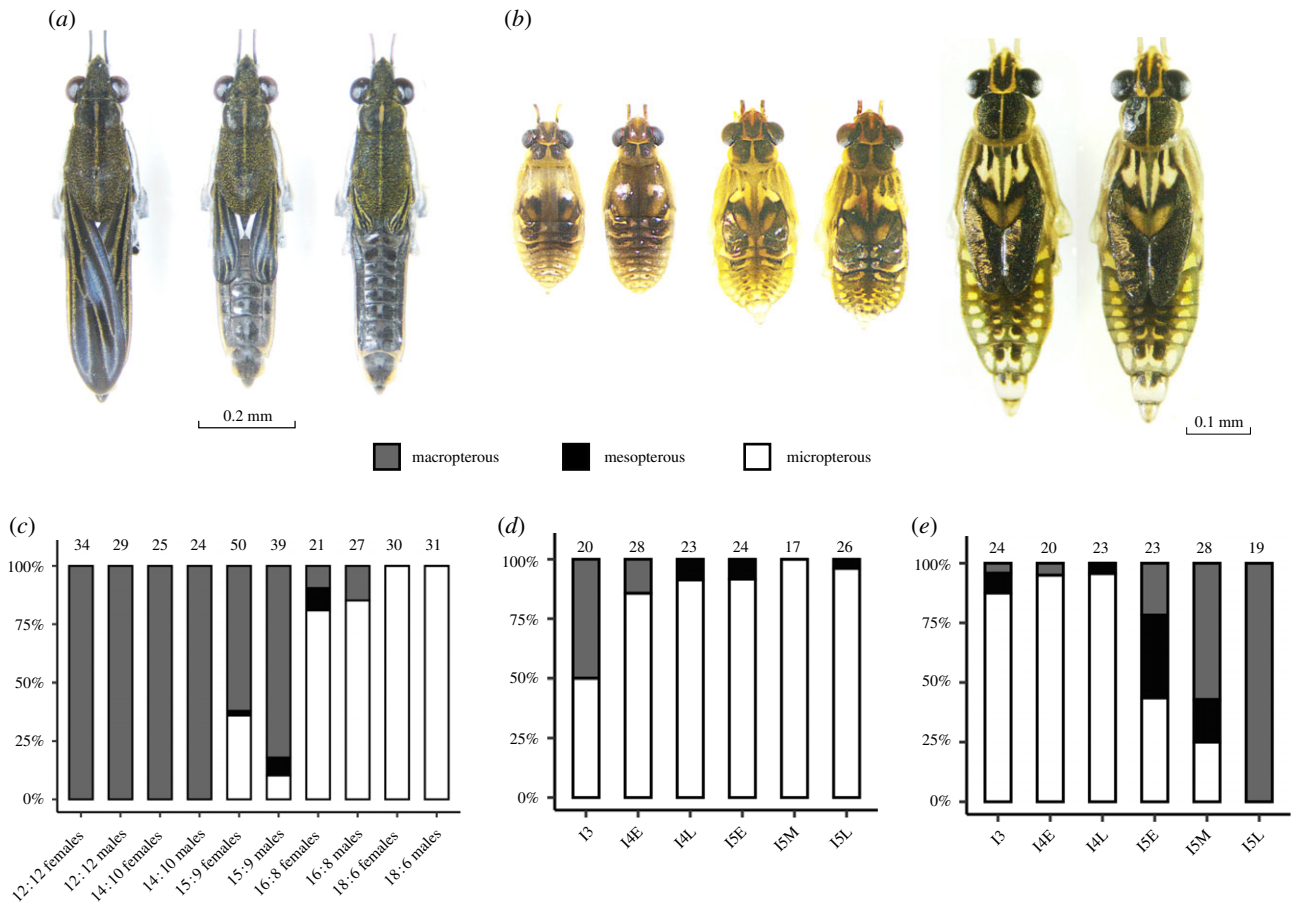 (a)
(b)
0.2 mm
0.1 mm
macropterous
mesopterous
micropterous
(c)
34 29 25 24 50 39 21 27 30 31
100%
75%
50%
25%
0%
12:12 females
12:12 males
14:10 females
14:10 males
15:9 females
15:9 males
16:8 females
16:8 males
18:6 females
18:6 males
(d)
20 28 23 24 17 26
100%
75%
50%
25%
0%
I3
I4E
I4L
I5E
I5M
I5L
(e)
24 20 23 23 28 19
100%
75%
50%
25%
0%
I3
I4E
I4L
I5E
I5M
I5L